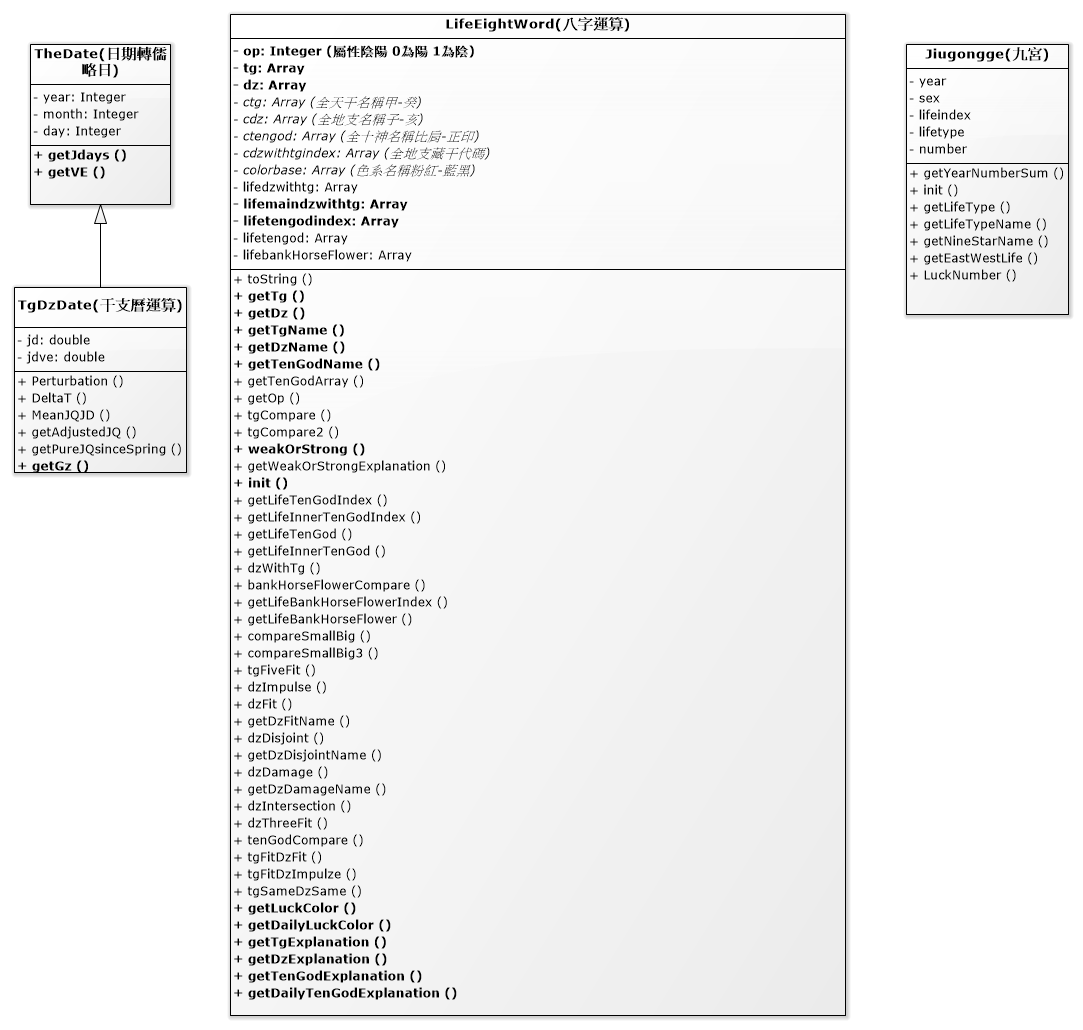 TheDate(日期轉儒
略日)
- year: Integer
- month: Integer
- day: Integer
+ getJdays ()
+ getVE ()
TgDzDate(干支曆運算)
- jd: double
- jdve: double
+ Perturbation ()
+ DeltaT ()
+ MeanJQJD ()
+ getAdjustedJQ ()
+ getPureJQsinceSpring ()
+ getGz ()
LifeEightWord(八字運算)
- op: Integer (屬性陰陽 0為陽 1為陰)
- tg: Array
- dz: Array
- ctg: Array (全天干名稱甲-癸)
- cdz: Array (全地支名稱子-亥)
- ctengod: Array (全十神名稱比肩-正印)
- cdzwithtgindex: Array (全地支藏干代碼)
- colorbase: Array (色系名稱粉紅-藍黑)
- lifedzwithtg: Array
- lifemaindzwithtg: Array
- lifetengodindex: Array
- lifetengod: Array
- lifebankHorseFlower: Array
+ toString ()
+ getTg ()
+ getDz ()
+ getTgName ()
+ getDzName ()
+ getTenGodName ()
+ getTenGodArray ()
+ getOp ()
+ tgCompare ()
+ tgCompare2 ()
+ weakOrStrong ()
+ getWeakOrStrongExplanation ()
+ init ()
+ getLifeTenGodIndex ()
+ getLifeInnerTenGodIndex ()
+ getLifeTenGod ()
+ getLifeInnerTenGod ()
+ dzWithTg ()
+ bankHorseFlowerCompare ()
+ getLifeBankHorseFlowerIndex ()
+ getLifeBankHorseFlower ()
+ compareSmallBig ()
+ compareSmallBig3 ()
+ tgFiveFit ()
+ dzImpulse ()
+ dzFit ()
+ getDzFitName ()
+ dzDisjoint ()
+ getDzDisjointName ()
+ dzDamage ()
+ getDzDamageName ()
+ dzIntersection ()
+ dzThreeFit ()
+ tenGodCompare ()
+ tgFitDzFit ()
+ tgFitDzImpulze ()
+ tgSameDzSame ()
+ getLuckColor ()
+ getDailyLuckColor ()
+ getTgExplanation ()
+ getDzExplanation ()
+ getTenGodExplanation ()
+ getDailyTenGodExplanation ()
Jiugongge(九宮)
- year
- sex
- lifeindex
- lifetype
- number
+ getYearNumberSum ()
+ init ()
+ getLifeType ()
+ getLifeTypeName ()
+ getNineStarName ()
+ getEastWestLife ()
+ LuckNumber ()